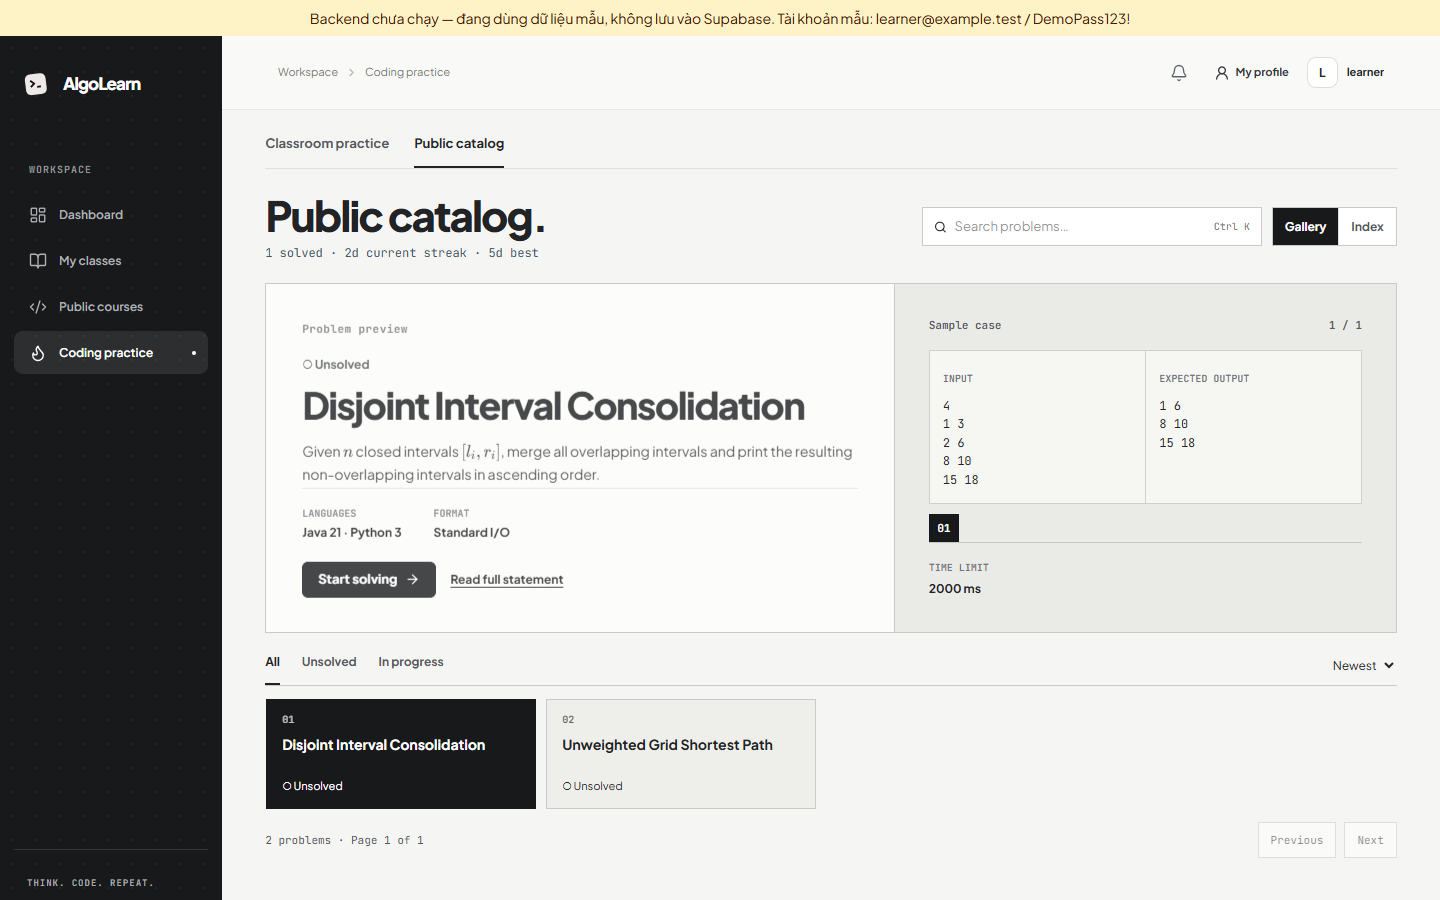 Backend chưa chạy — đang dùng dữ liệu mẫu, không lưu vào Supabase. Tài khoản mẫu: learner@example.test / DemoPass123!
AlgoLearn
Workspace > Coding practice
My profile
L
learner
WORKSPACE
Dashboard
My classes
Public courses
Coding practice
THINK. CODE. REPEAT.
Classroom practice
Public catalog
Public catalog.
1 solved · 2d current streak · 5d best
Search problems...
Ctrl K
Gallery
Index
Problem preview
Unsolved
Disjoint Interval Consolidation
Given n closed intervals [l_i, r_i], merge all overlapping intervals and print the resulting
non-overlapping intervals in ascending order.
LANGUAGES
Java 21 · Python 3
FORMAT
Standard I/O
Start solving →
Read full statement
Sample case
1 / 1
INPUT
4
1 3
2 6
8 10
15 18
EXPECTED OUTPUT
1 6
8 10
15 18
01
TIME LIMIT
2000 ms
All
Unsolved
In progress
Newest
01
Disjoint Interval Consolidation
Unsolved
02
Unweighted Grid Shortest Path
Unsolved
2 problems · Page 1 of 1
Previous
Next